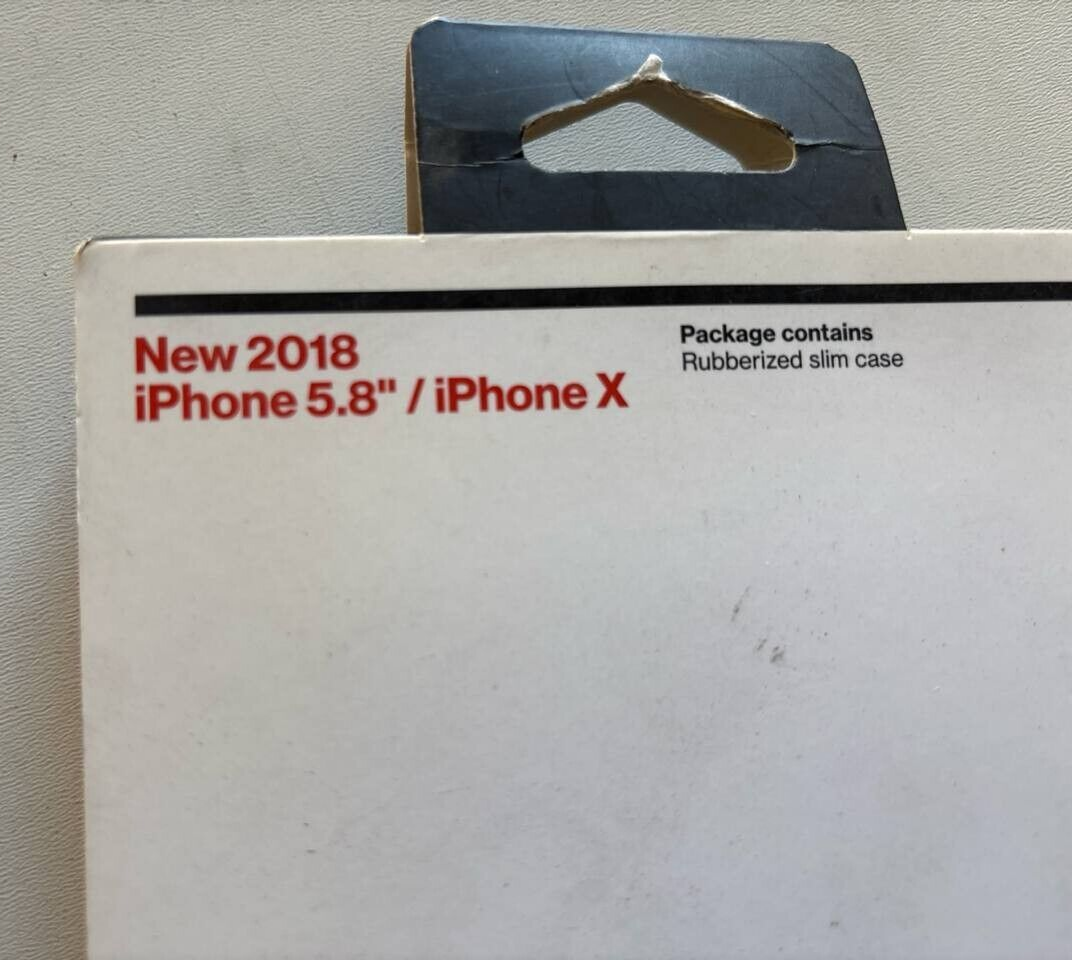 New 2018
iPhone 5.8" / iPhone X
Package contains
Rubberized slim case